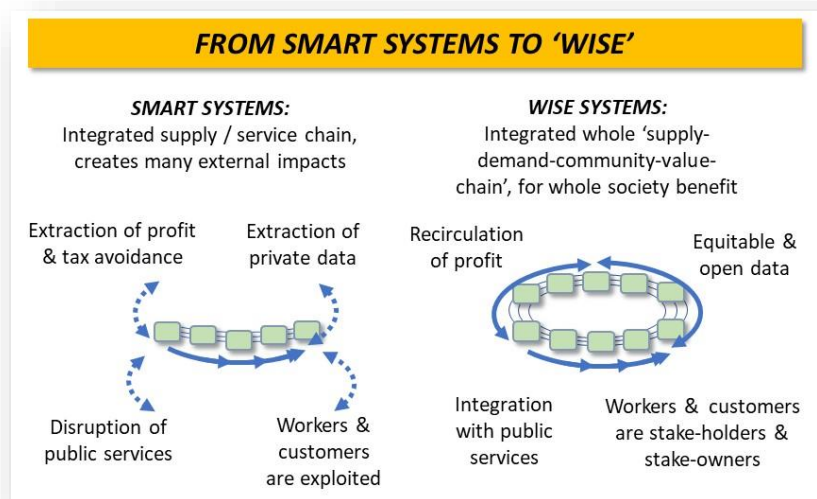 FROM SMART SYSTEMS TO ‘WISE’
SMART SYSTEMS:
Integrated supply / service chain,
creates many external impacts
Extraction of profit
& tax avoidance
Extraction of
private data
Disruption of
public services
Workers &
customers
are exploited
WISE SYSTEMS:
Integrated whole ‘supply-
demand-community-value-
chain’, for whole society benefit
Recirculation
of profit
Equitable &
open data
Integration
with public
services
Workers & customers
are stake-holders &
stake-owners